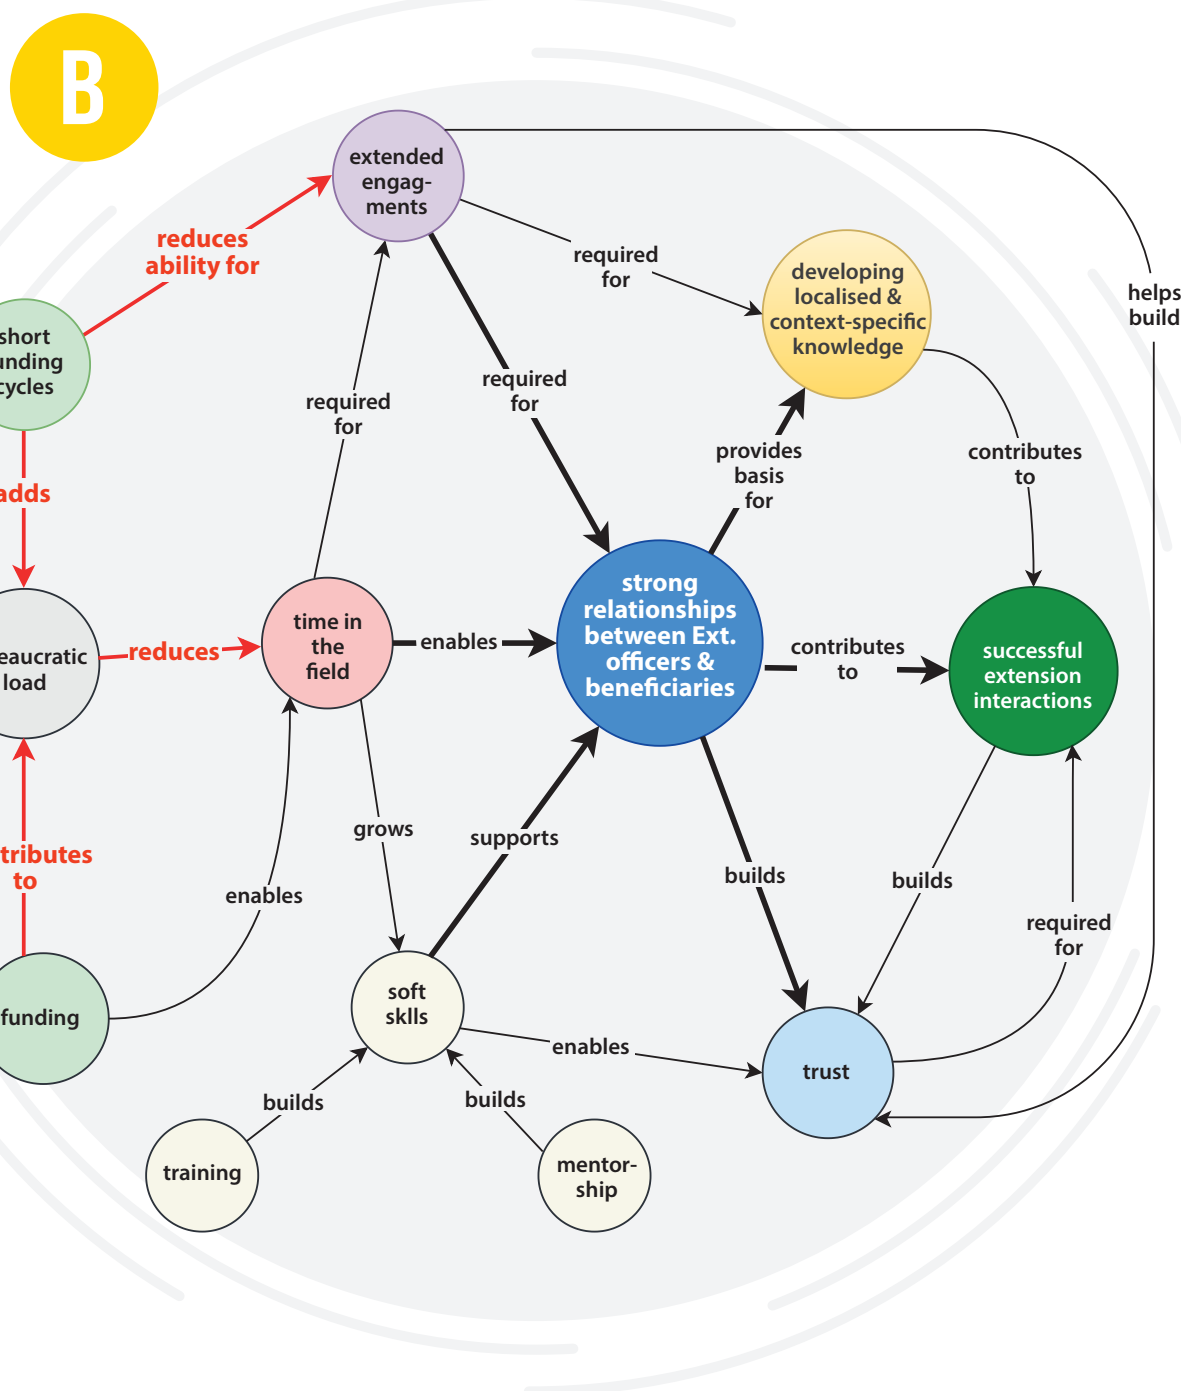 B
extended
engag-
ments
reduces
ability for
required
for
developing
localised &
context-specific
knowledge
helps
build
short
unding
cycles
required
for
required
for
provides
basis
for
contributes
to
adds
strong
relationships
between Ext.
officers &
beneficiaries
time in
the
field
enables
contributes
to
successful
extension
interactions
eaucratic
load
reduces
grows
supports
builds
builds
tributes
to
enables
required
for
funding
soft
sklls
enables
trust
builds
builds
training
mentor-
ship